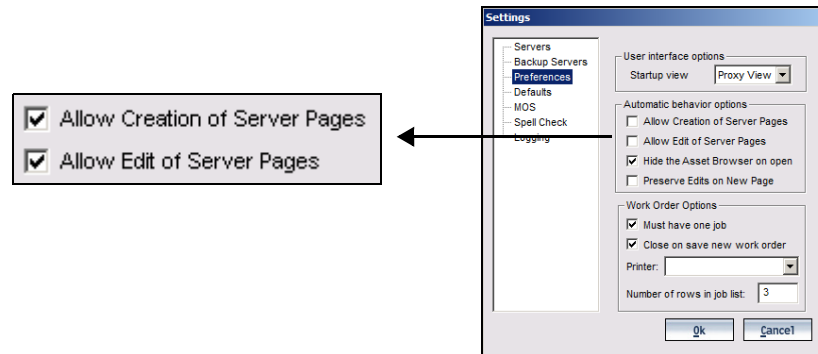 Allow Creation of Server Pages
Allow Edit of Server Pages
Settings
Servers
Backup Servers
Preferences
Defaults
MOS
Spell Check
Logging
User interface options
Startup view Proxy View
Automatic behavior options
Allow Creation of Server Pages
Allow Edit of Server Pages
Hide the Asset Browser on open
Preserve Edits on New Page
Work Order Options
Must have one job
Close on save new work order
Printer:
Number of rows in job list: 3
Ok Cancel